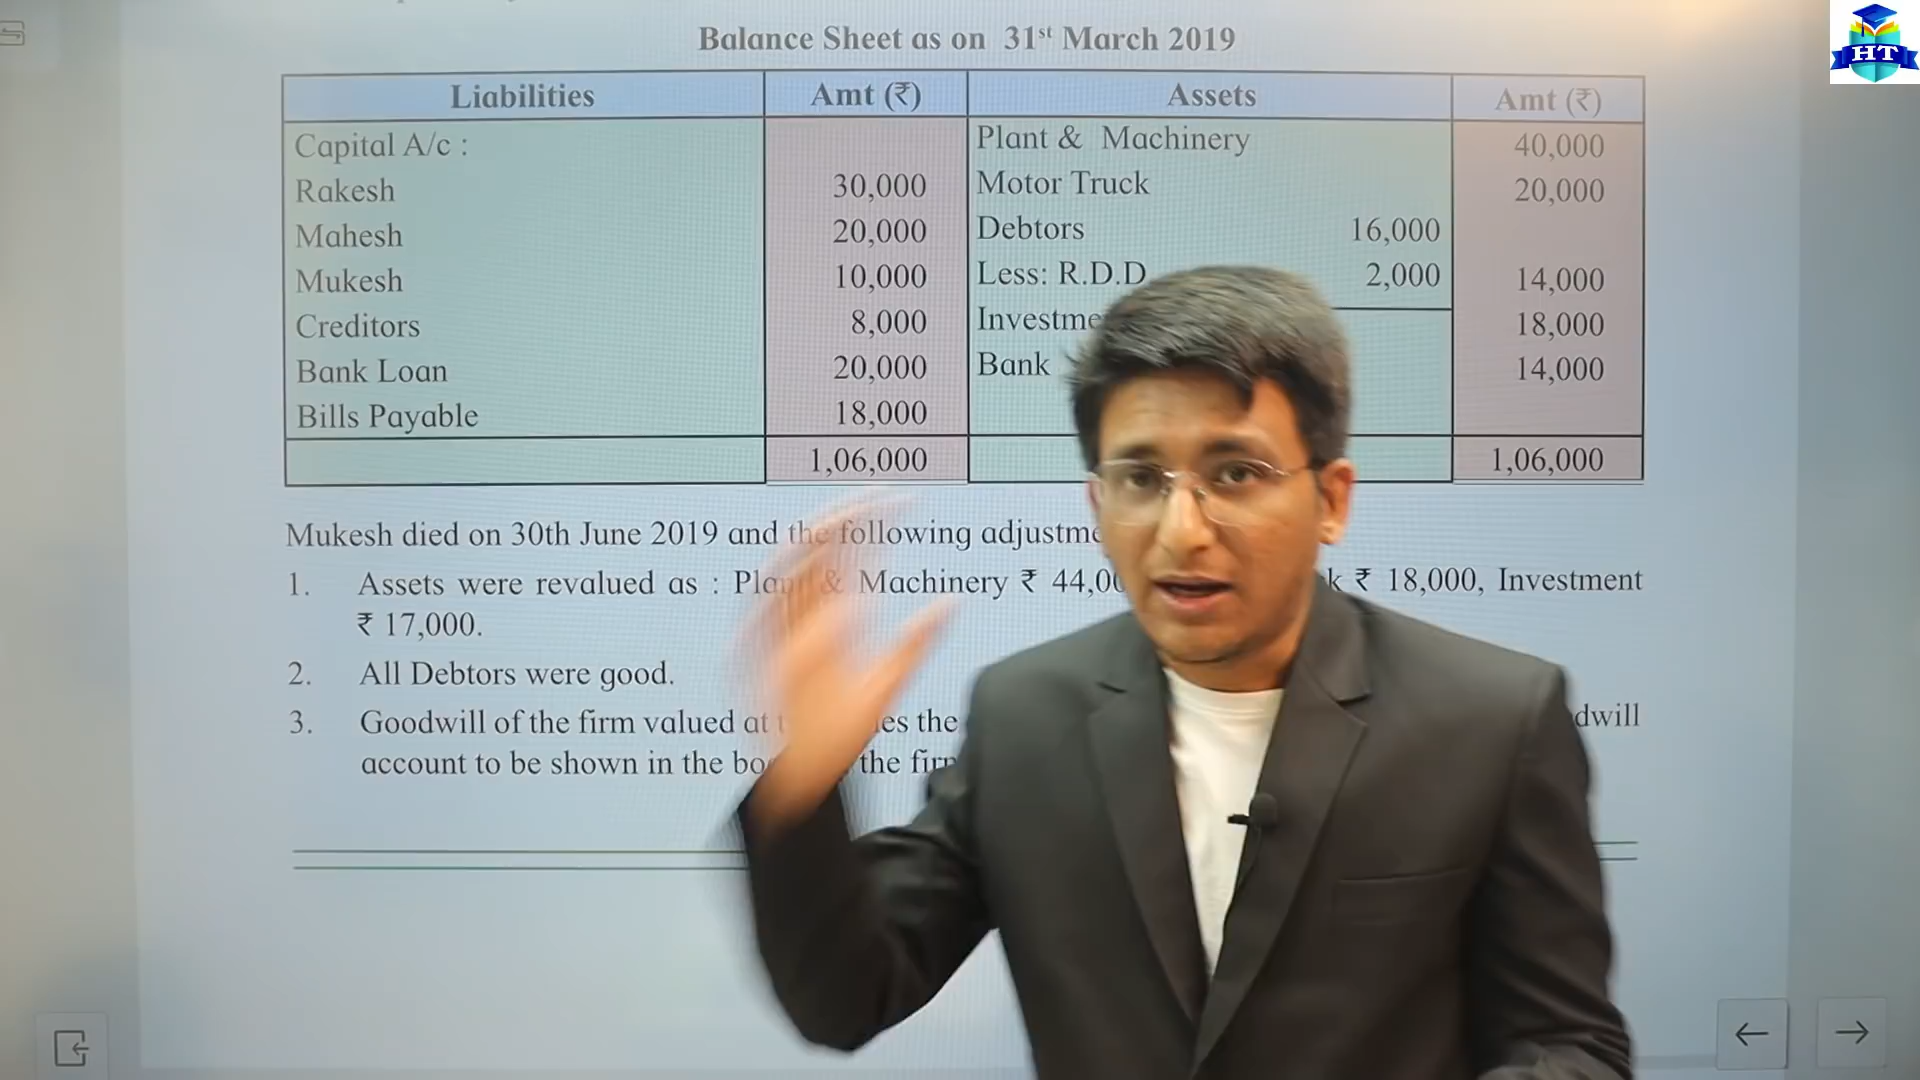 Balance Sheet as on 31st March 2019
Liabilities Amt (₹) Assets Amt (₹)
Capital A/c : Plant & Machinery 40,000
Rakesh 30,000 Motor Truck 20,000
Mahesh 20,000 Debtors 16,000
Mukesh 10,000 Less: R.D.D 2,000 14,000
Creditors 8,000 18,000
Bank Loan 20,000 Bank 14,000
Bills Payable 18,000
1,06,000 1,06,000
Mukesh died on 30th June 2019 and the following
1. Assets were revalued as : Plant & Machinery ₹ ₹ 18,000, Investment
₹ 17,000.
2. All Debtors were good.
3. Goodwill of the firm valued at the
account to be shown in the the
HT